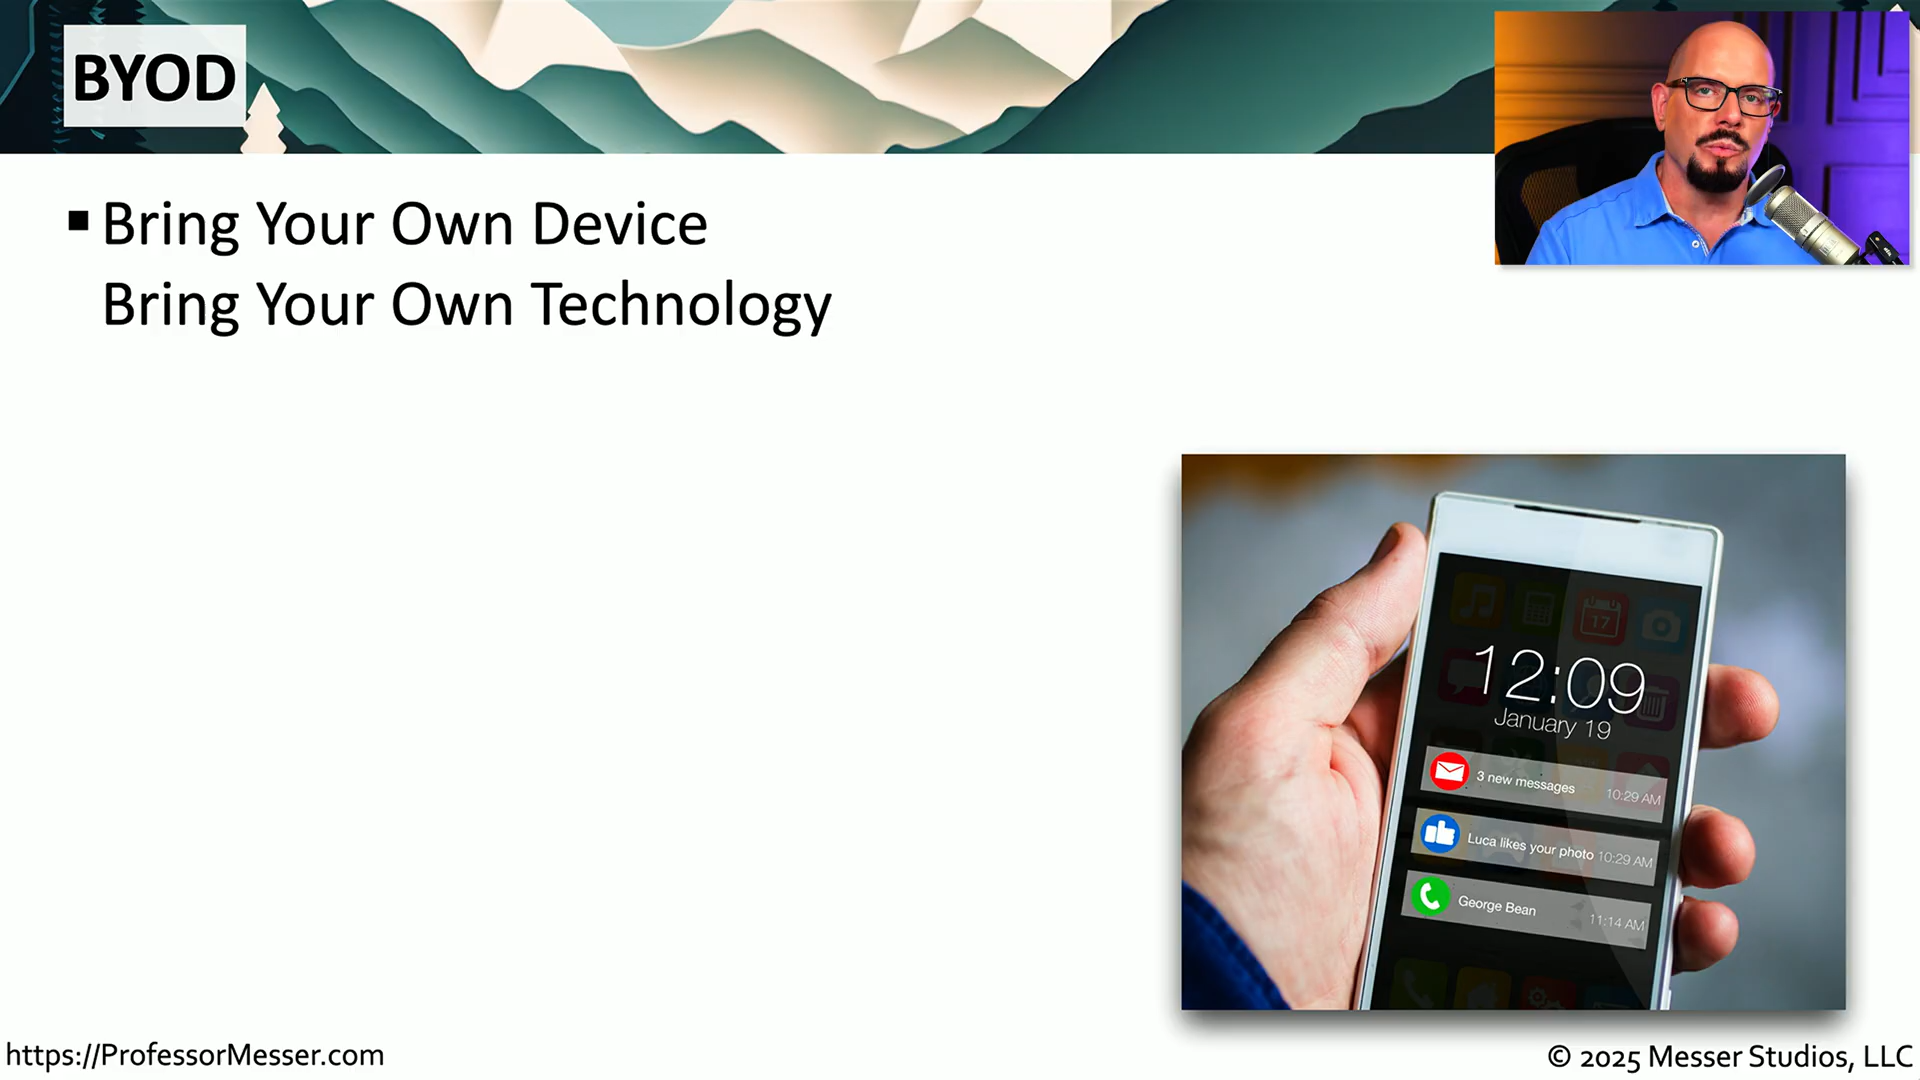 BYOD
▪ Bring Your Own Device
Bring Your Own Technology
17
12:09
January 19
3 new messages 10:29 AM
Luca likes your photo 10:29 AM
George Bean 11:14 AM
https://ProfessorMesser.com
© 2025 Messer Studios, LLC